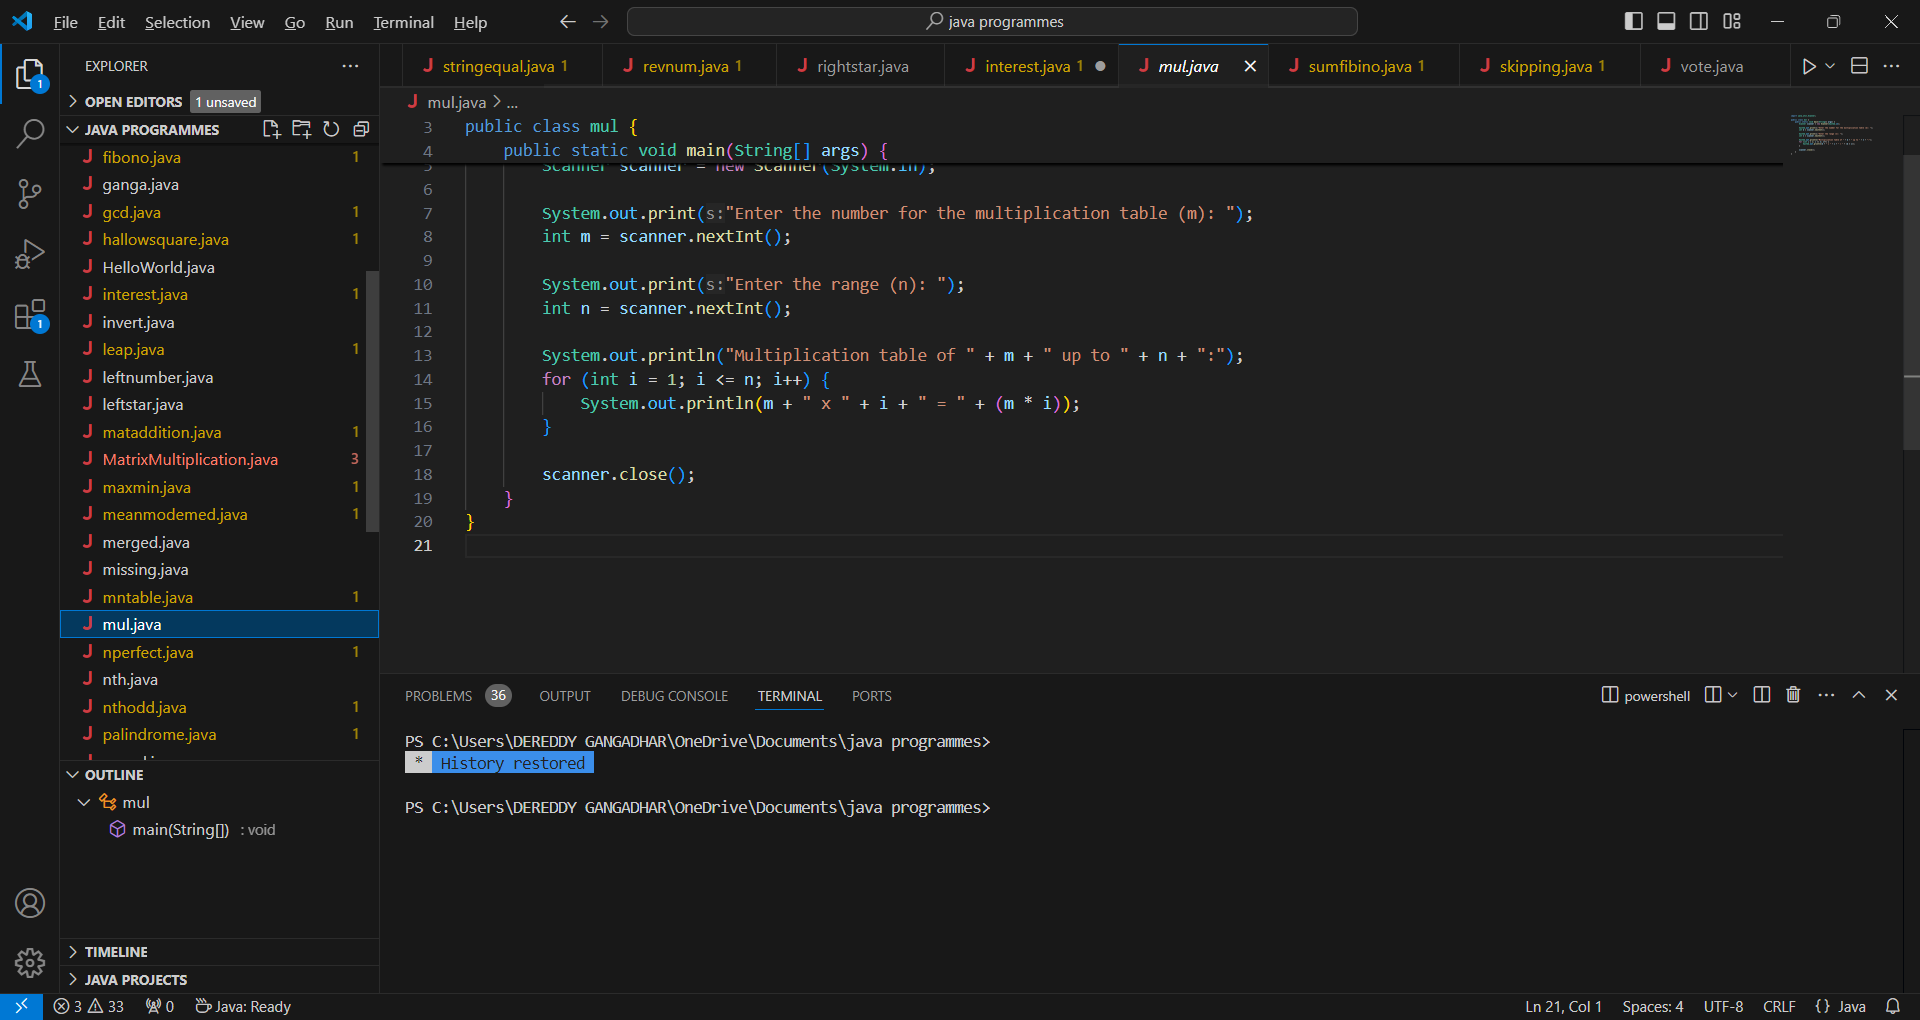 File Edit Selection View Go Run Terminal Help
java programmes
EXPLORER
OPEN EDITORS 1 unsaved
JAVA PROGRAMMES
J fibono.java 1
J ganga.java
J gcd.java 1
J hallowsquare.java 1
J HelloWorld.java
J interest.java 1
J invert.java
J leap.java 1
J leftnumber.java
J leftstar.java
J mataddition.java 1
J MatrixMultiplication.java 3
J maxmin.java 1
J meanmodemed.java 1
J merged.java
J missing.java
J mntable.java 1
J mul.java
J nperfect.java 1
J nth.java
J nthodd.java 1
J palindrome.java 1
OUTLINE
mul
main(String[]) : void
TIMELINE
JAVA PROJECTS
1
1
J stringequal.java 1 J revnum.java 1 J rightstar.java J interest.java 1 J mul.java J sumfibino.java 1 J skipping.java 1 J vote.java
J mul.java > ...
3 public class mul {
4 public static void main(String[] args) {
5 Scanner scanner = new Scanner(System.in);
6
7 System.out.print(s:"Enter the number for the multiplication table (m): ");
8 int m = scanner.nextInt();
9
10 System.out.print(s:"Enter the range (n): ");
11 int n = scanner.nextInt();
12
13 System.out.println("Multiplication table of " + m + " up to " + n + ":");
14 for (int i = 1; i <= n; i++) {
15 System.out.println(m + " x " + i + " = " + (m * i));
16 }
17
18 scanner.close();
19 }
20 }
21
PROBLEMS 36 OUTPUT DEBUG CONSOLE TERMINAL PORTS
powershell
PS C:\Users\DEREDDY GANGADHAR\OneDrive\Documents\java programmes>
* History restored
PS C:\Users\DEREDDY GANGADHAR\OneDrive\Documents\java programmes>
3 33 0 Java: Ready
Ln 21, Col 1 Spaces: 4 UTF-8 CRLF {} Java